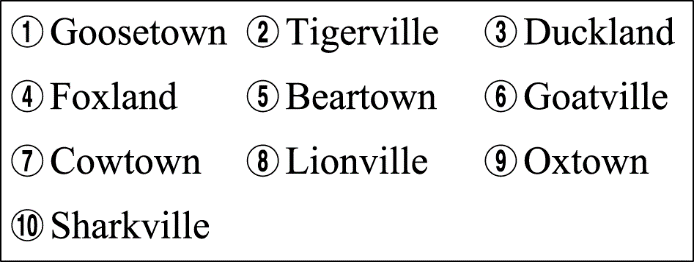 ① Goosetown ② Tigerville ③ Duckland
④ Foxland ⑤ Beartown ⑥ Goatville
⑦ Cowtown ⑧ Lionville ⑨ Oxtown
⑩ Sharkville